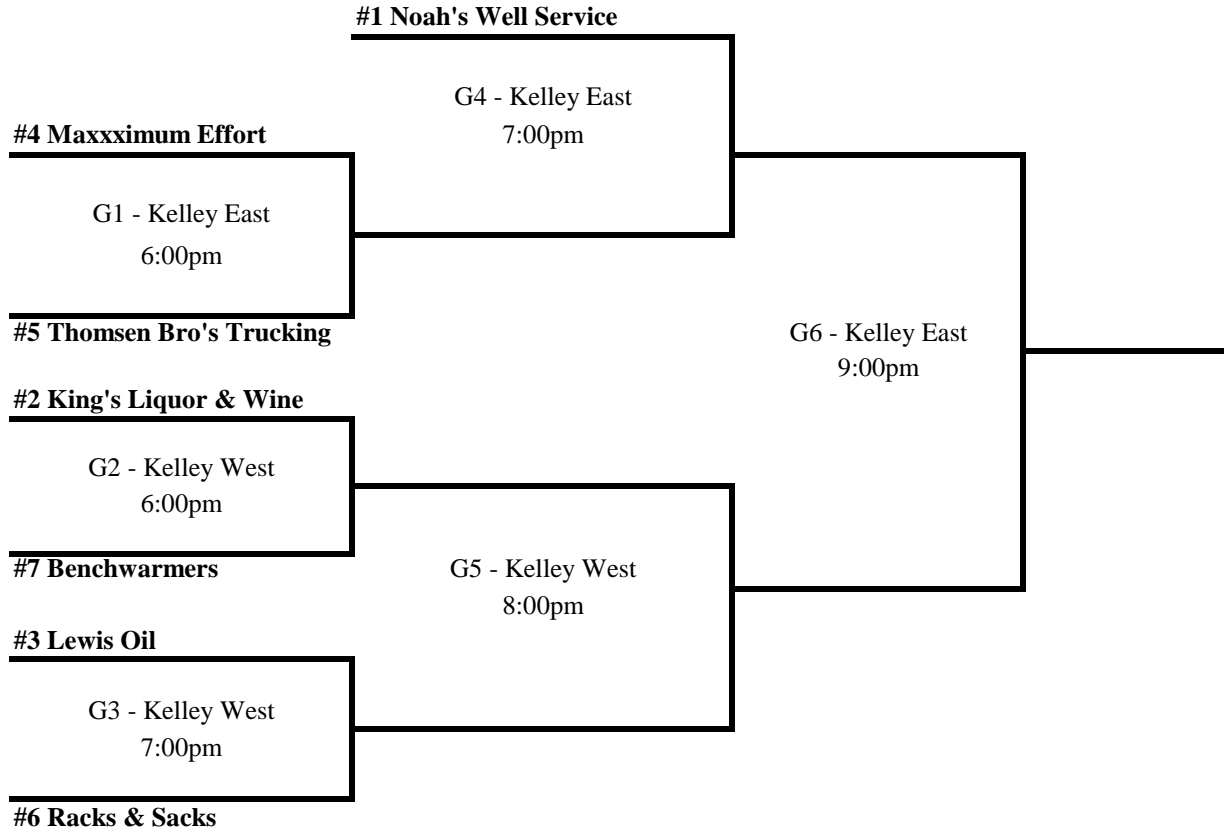 #1 Noah's Well Service
G4 - Kelley East
7:00pm
#4 Maxxximum Effort
G1 - Kelley East
6:00pm
#5 Thomsen Bro's Trucking
G6 - Kelley East
9:00pm
#2 King's Liquor & Wine
G2 - Kelley West
6:00pm
#7 Benchwarmers
G5 - Kelley West
8:00pm
#3 Lewis Oil
G3 - Kelley West
7:00pm
#6 Racks & Sacks